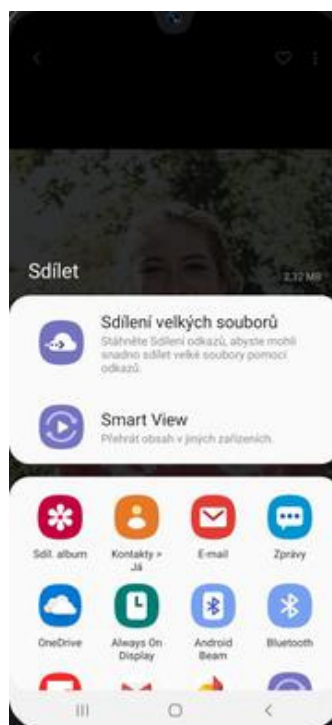 Sdílet
2,32 MB
Sdílení velkých souborů
Stáhněte Sdílení odkazů, abyste mohli
snadno sdílet velké soubory pomocí
odkazů.
Smart View
Přehrát obsah v jiných zařízeních.
Sdíl. album
Kontakty >
Já
E-mail
Zprávy
OneDrive
Always On
Display
Android
Beam
Bluetooth